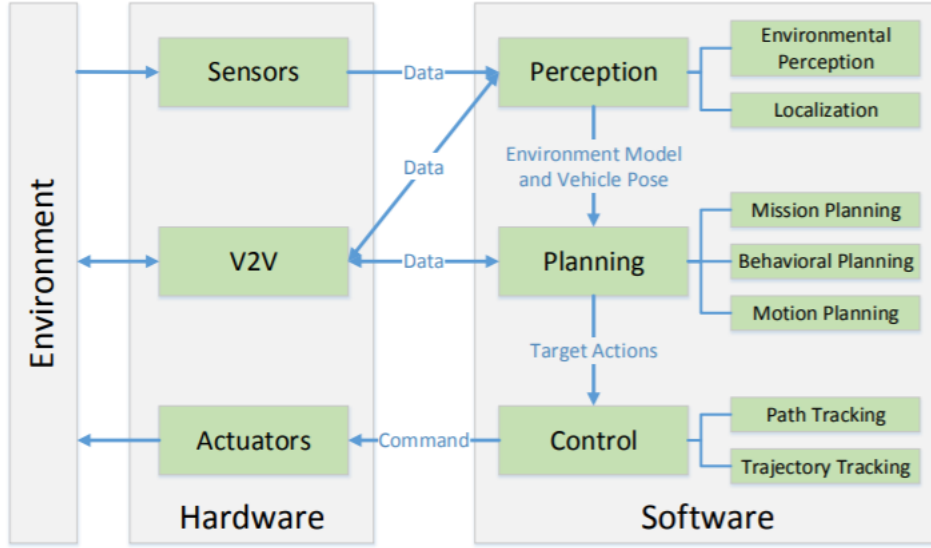 Environment
Sensors
Data
Perception
Environmental
Perception
Localization
Data
Environment Model
and Vehicle Pose
V2V
Data
Planning
Mission Planning
Behavioral Planning
Motion Planning
Target Actions
Actuators
Command
Control
Path Tracking
Trajectory Tracking
Hardware
Software